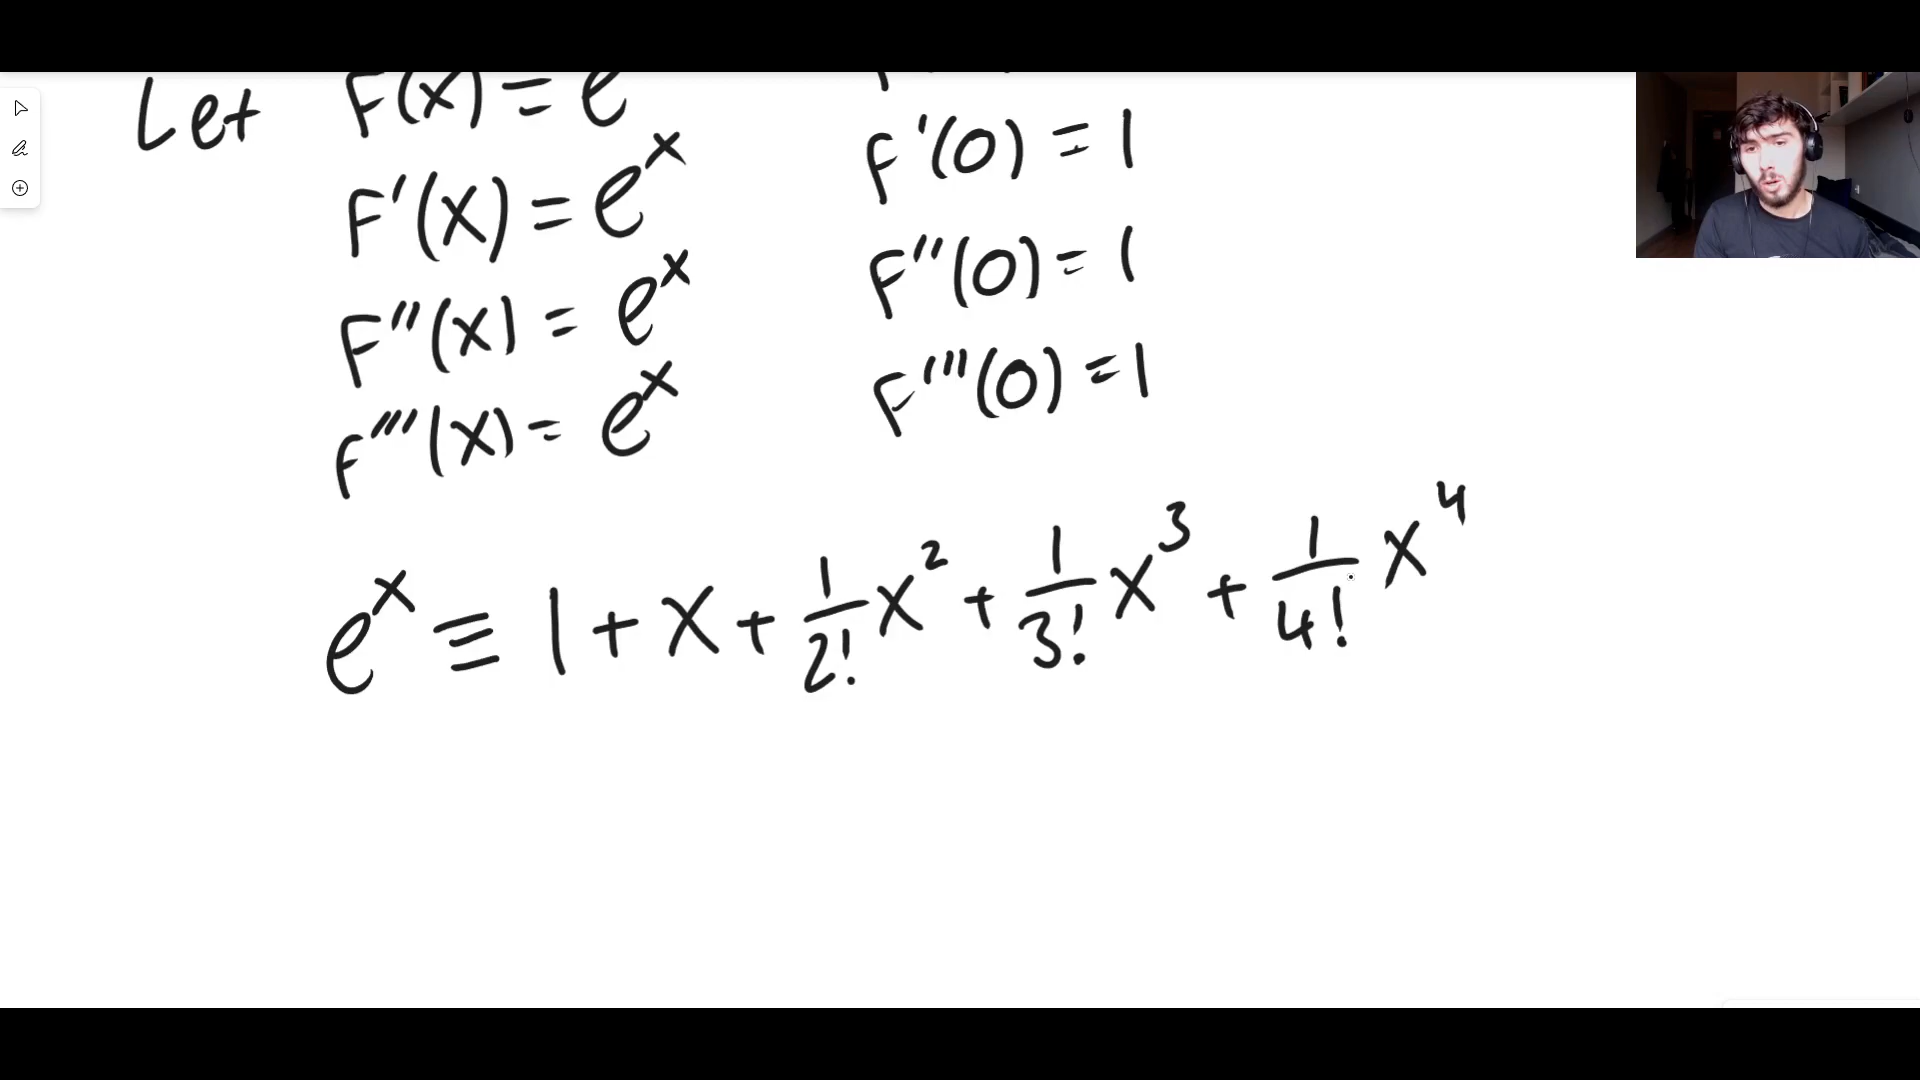 Let F(x) = e
F'(x) = e^x
F''(x) = e^x
F'''(x) = e^x
F'(0) = 1
F''(0) = 1
F'''(0) = 1
e^x ≡ 1 + x + 1/2! x^2 + 1/3! x^3 + 1/4! x^4